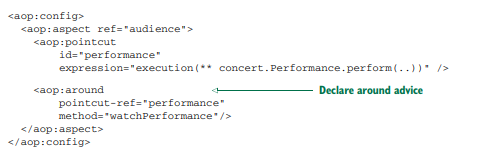 <aop:config>
<aop:aspect ref="audience">
<aop:pointcut
id="performance"
expression="execution(** concert.Performance.perform(..))" />
<aop:around
Declare around advice
pointcut-ref="performance"
method="watchPerformance"/>
</aop:aspect>
</aop:config>